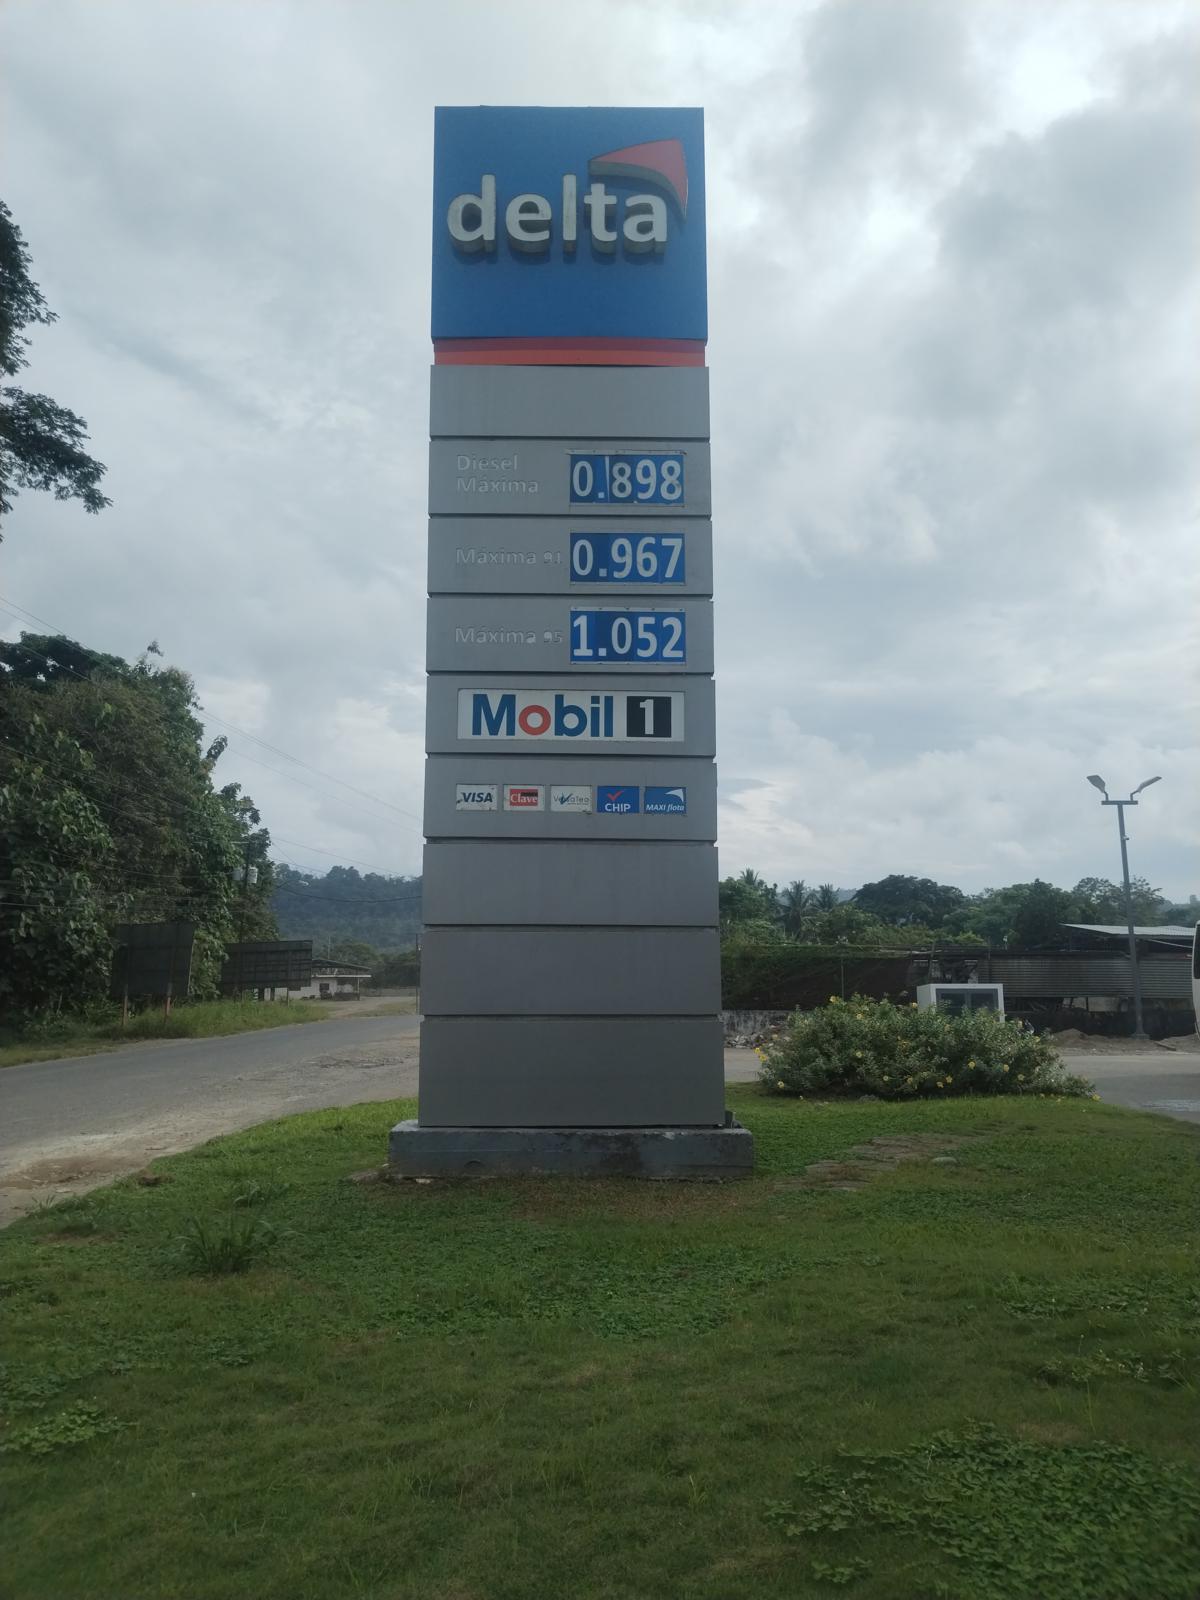 delta
Diesel
Máxima
0.898
Máxima 91
0.967
Máxima 95
1.052
Mobil 1
VISA
Clave
CHIP
MAXI flota